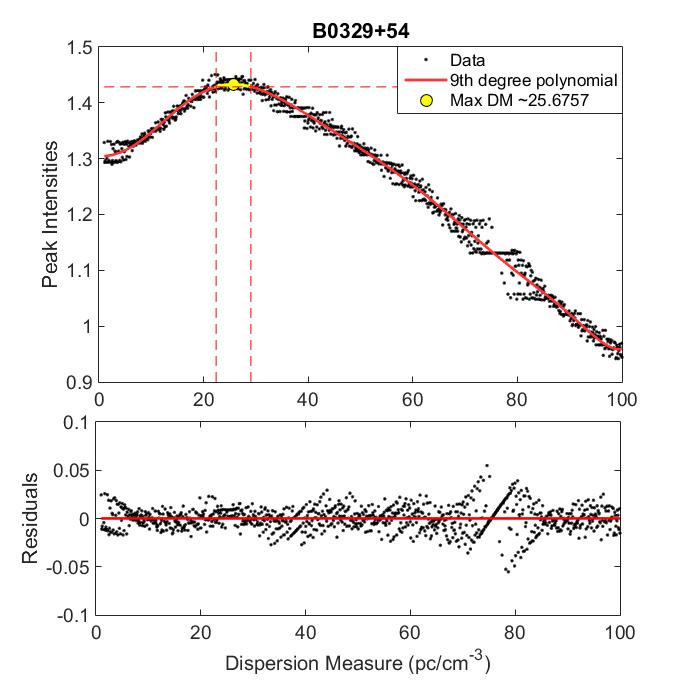 B0329+54
Data
9th degree polynomial
Max DM ~25.6757
Peak Intensities
1.5
1.4
1.3
1.2
1.1
1
0.9
0 20 40 60 80 100
Residuals
0.1
0.05
0
-0.05
-0.1
0 20 40 60 80 100
Dispersion Measure (pc/cm⁻³)